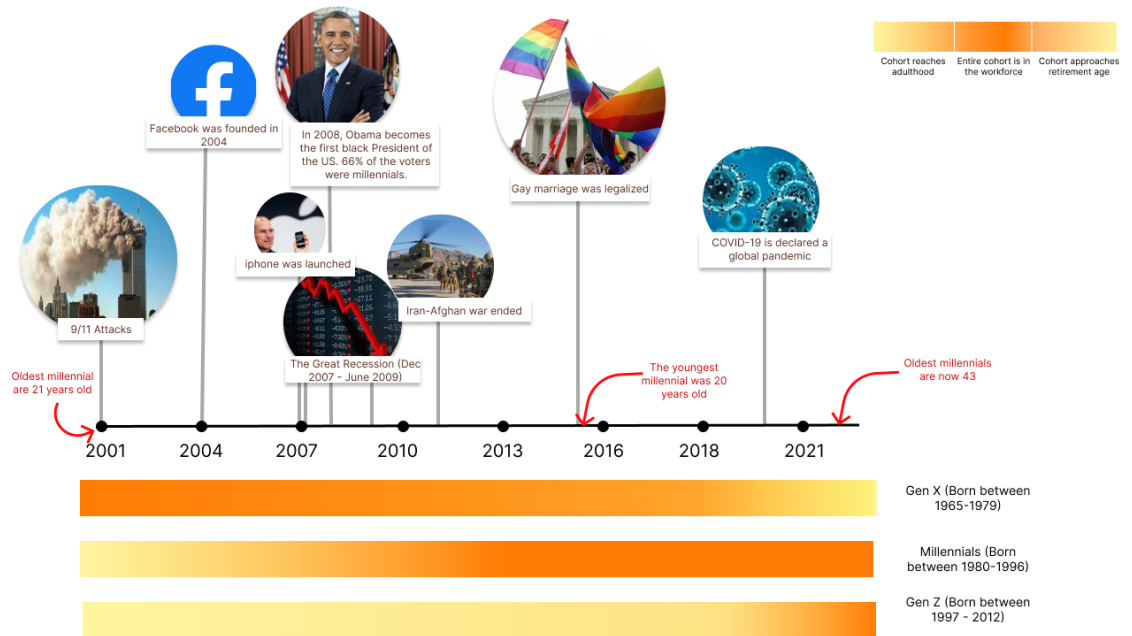 Cohort reaches
adulthood
Entire cohort is in
the workforce
Cohort approaches
retirement age
Facebook was founded in
2004
In 2008, Obama becomes
the first black President of
the US. 66% of the voters
were millennials.
Gay marriage was legalized
COVID-19 is declared a
global pandemic
iphone was launched
Iran-Afghan war ended
9/11 Attacks
The Great Recession (Dec
2007 - June 2009)
Oldest millennial
are 21 years old
The youngest
millennial was 20
years old
Oldest millennials
are now 43
2001
2004
2007
2010
2013
2016
2018
2021
Gen X (Born between
1965-1979)
Millennials (Born
between 1980-1996)
Gen Z (Born between
1997 - 2012)